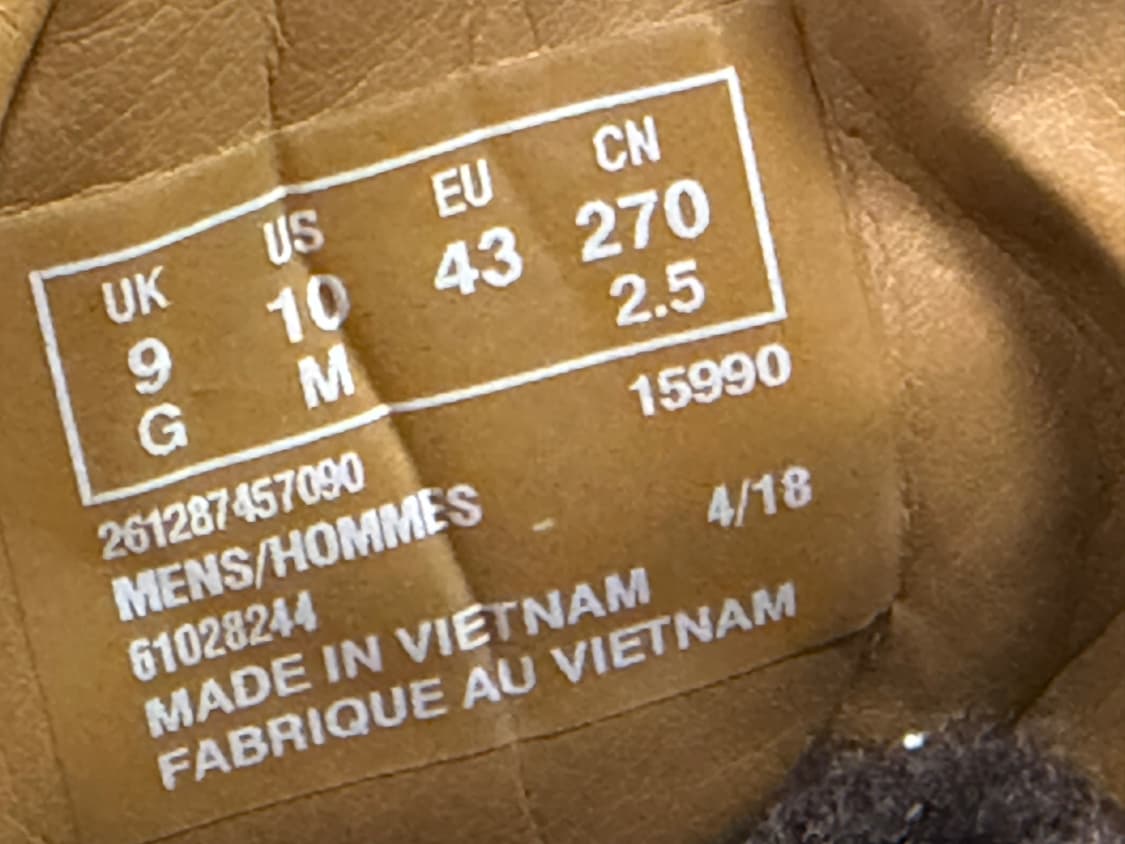 UK US EU CN
9 10 43 270
G M 2.5
15990
261287457090
MENS/HOMMES - 4/18
61028244
MADE IN VIETNAM
FABRIQUE AU VIETNAM